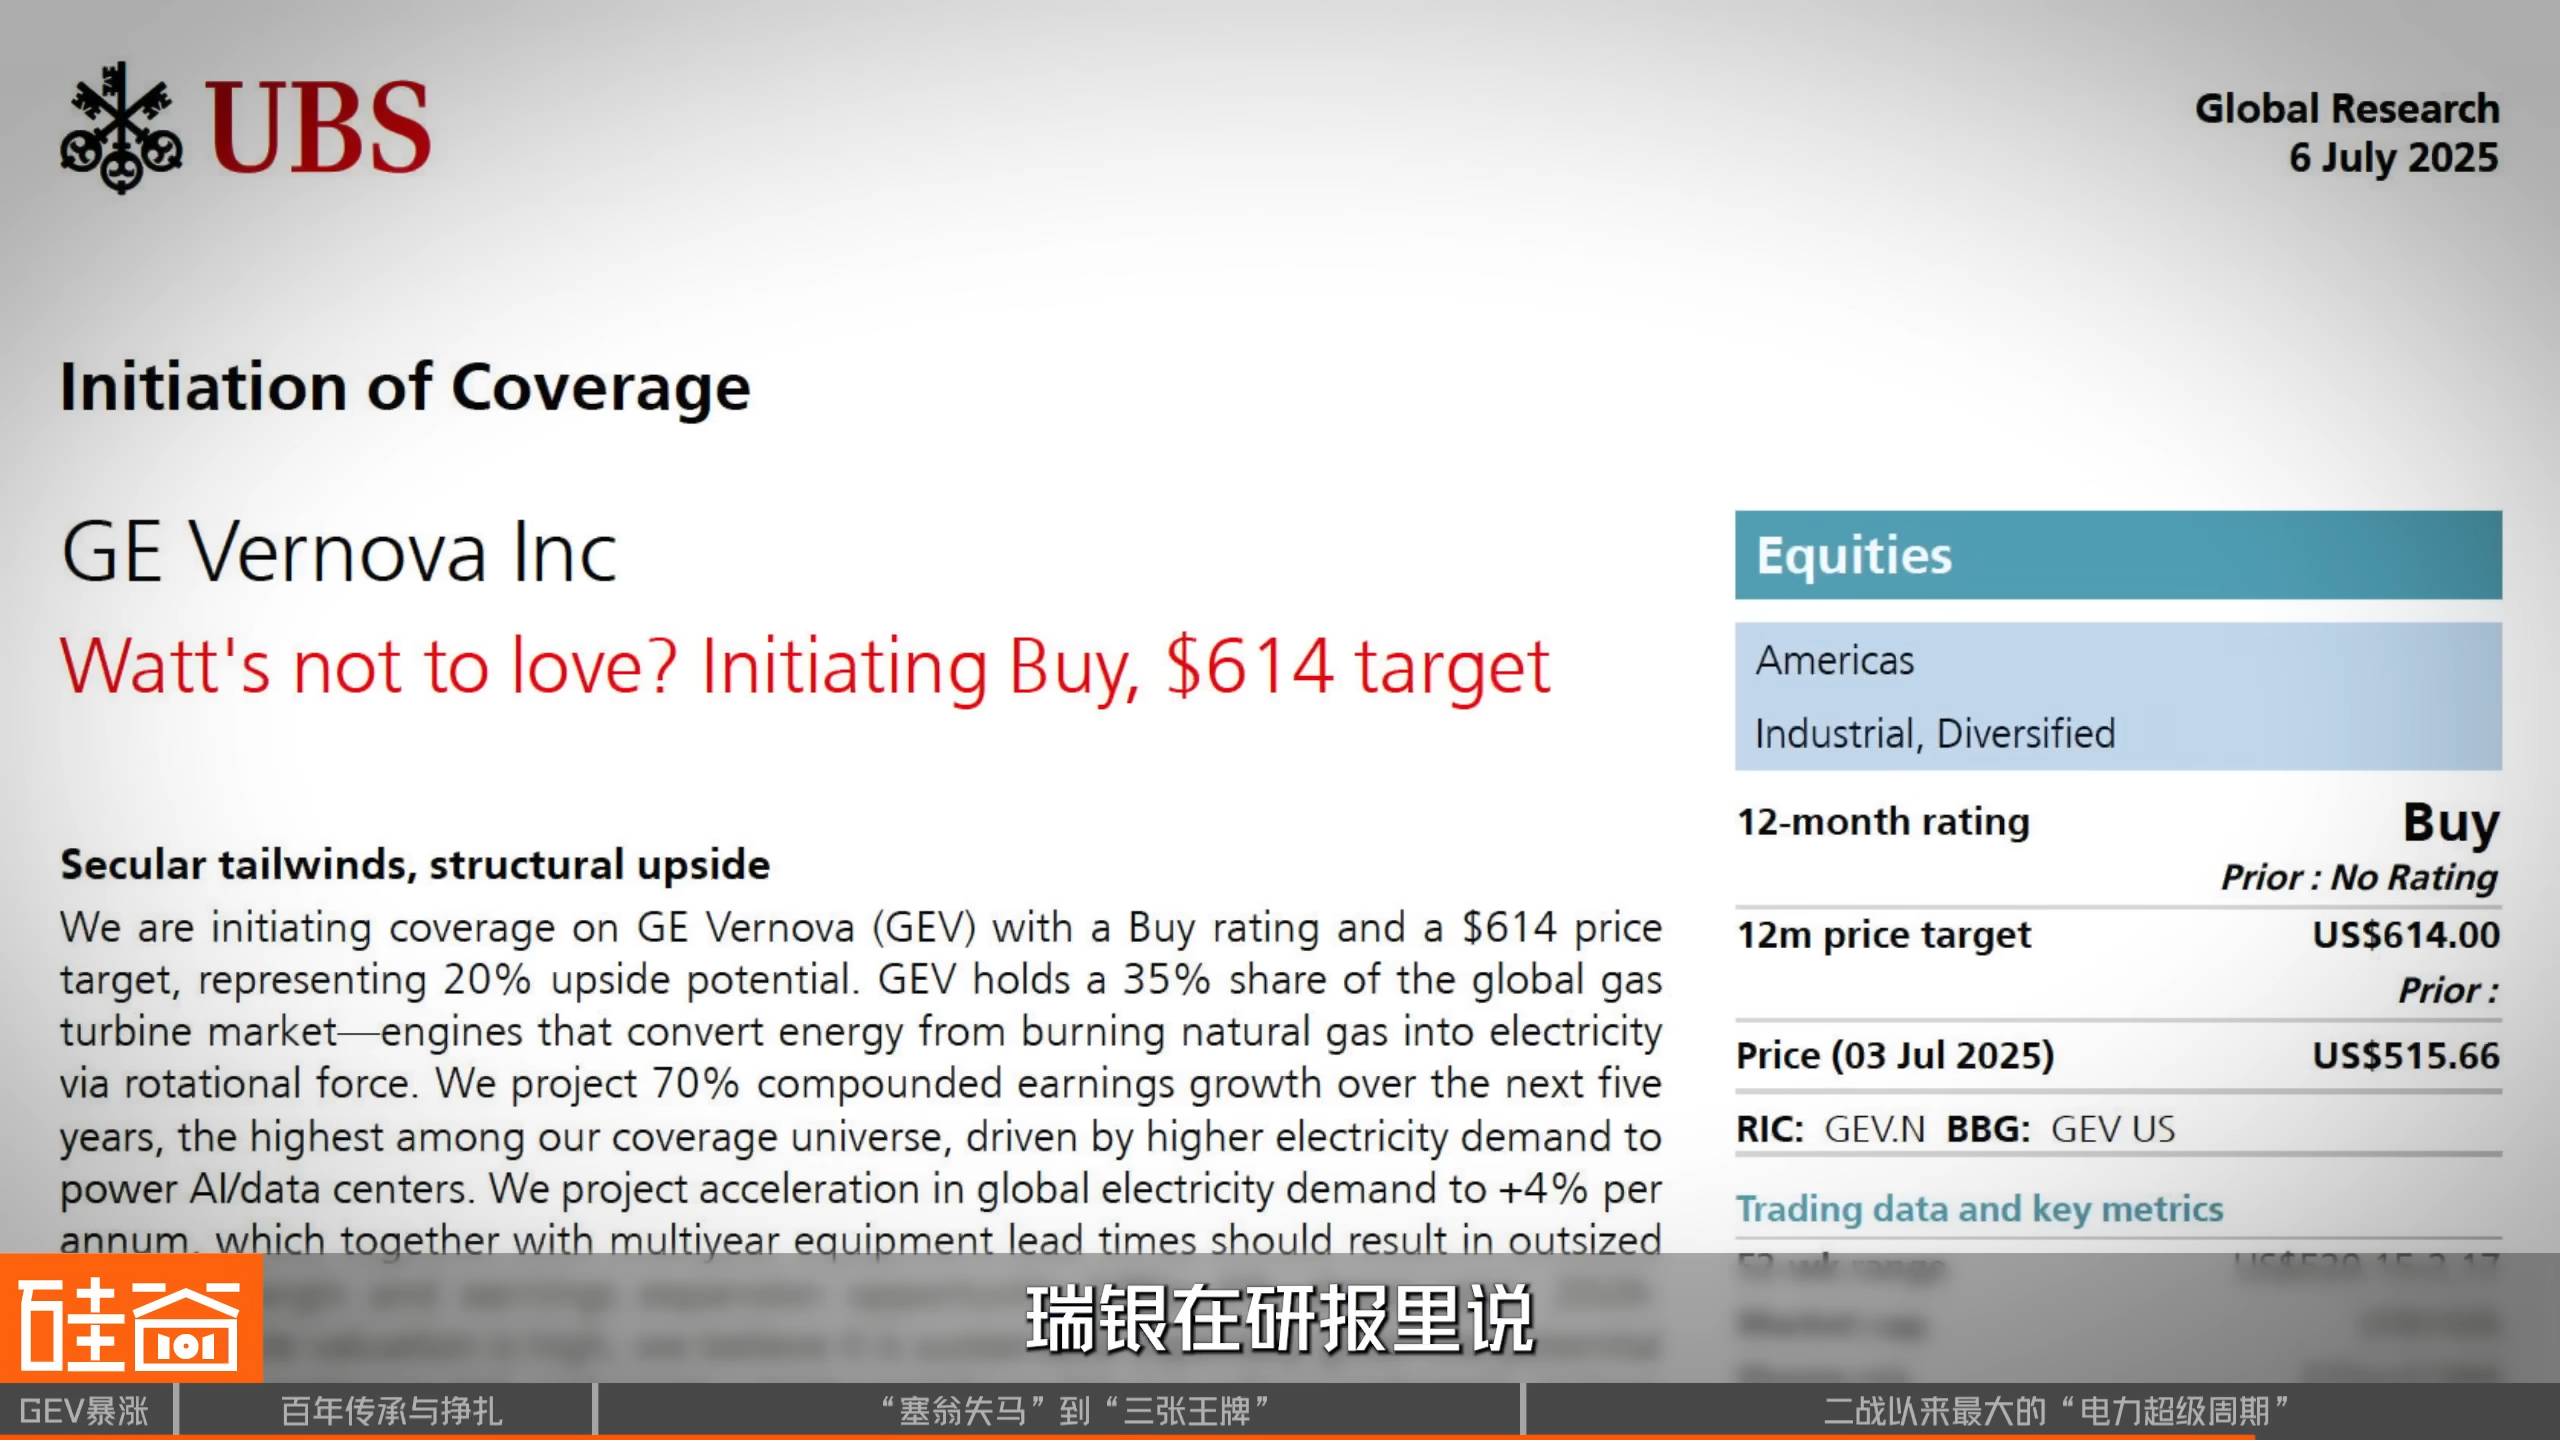 UBS
Global Research
6 July 2025
Initiation of Coverage
GE Vernova Inc
Watt's not to love? Initiating Buy, $614 target
Secular tailwinds, structural upside
We are initiating coverage on GE Vernova (GEV) with a Buy rating and a $614 price
target, representing 20% upside potential. GEV holds a 35% share of the global gas
turbine market—engines that convert energy from burning natural gas into electricity
via rotational force. We project 70% compounded earnings growth over the next five
years, the highest among our coverage universe, driven by higher electricity demand to
power AI/data centers. We project acceleration in global electricity demand to +4% per
annum, which together with multiyear equipment lead times should result in outsized
Equities
Americas
Industrial, Diversified
12-month rating Buy
Prior : No Rating
12m price target US$614.00
Prior :
Price (03 Jul 2025) US$515.66
RIC: GEV.N BBG: GEV US
Trading data and key metrics
52-wk range
硅谷
101
瑞银在研报里说
GEV暴涨
百年传承与挣扎
“塞翁失马”到“三张王牌”
二战以来最大的“电力超级周期”